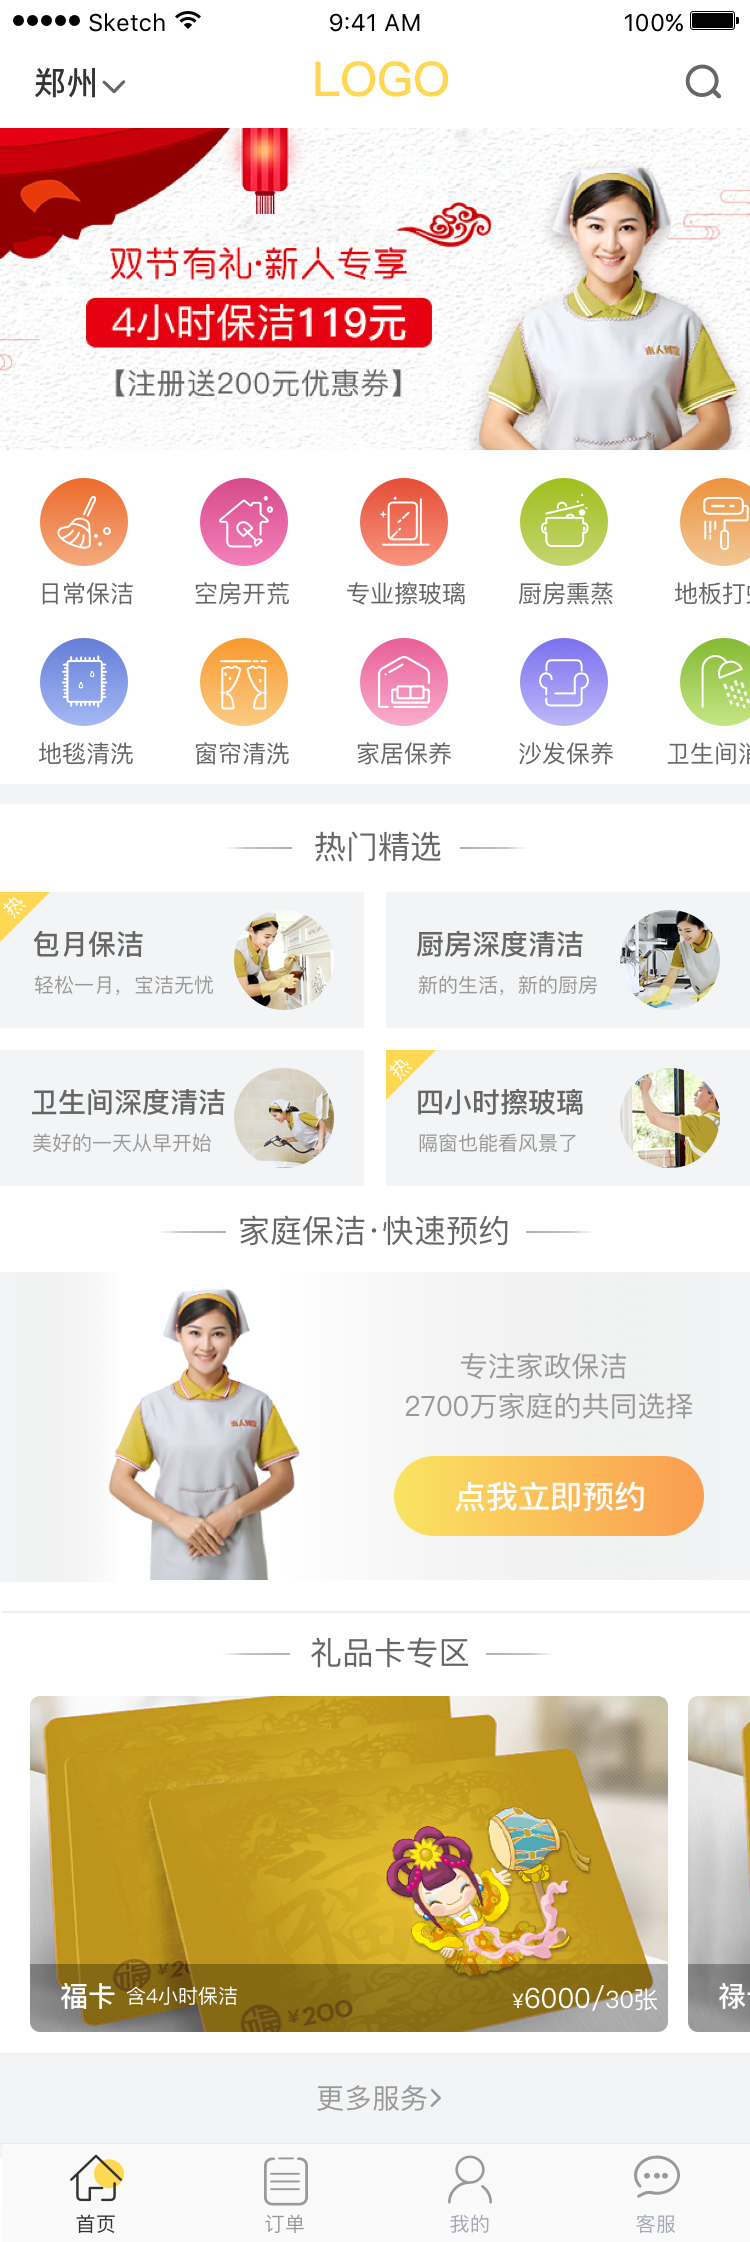 Sketch 9:41 AM 100%
郑州 LOGO
双节有礼·新人专享
4小时保洁119元
【注册送200元优惠券】
日常保洁 空房开荒 专业擦玻璃 厨房熏蒸 地板打
地毯清洗 窗帘清洗 家居保养 沙发保养 卫生间消
热门精选
热
包月保洁
轻松一月，宝洁无忧
厨房深度清洁
新的生活，新的厨房
卫生间深度清洁
美好的一天从早开始
热
四小时擦玻璃
隔窗也能看风景了
家庭保洁·快速预约
专注家政保洁
2700万家庭的共同选择
点我立即预约
礼品卡专区
福
福 ¥200
福卡 含4小时保洁 ¥6000/30张
禄
更多服务
首页 订单 我的 客服